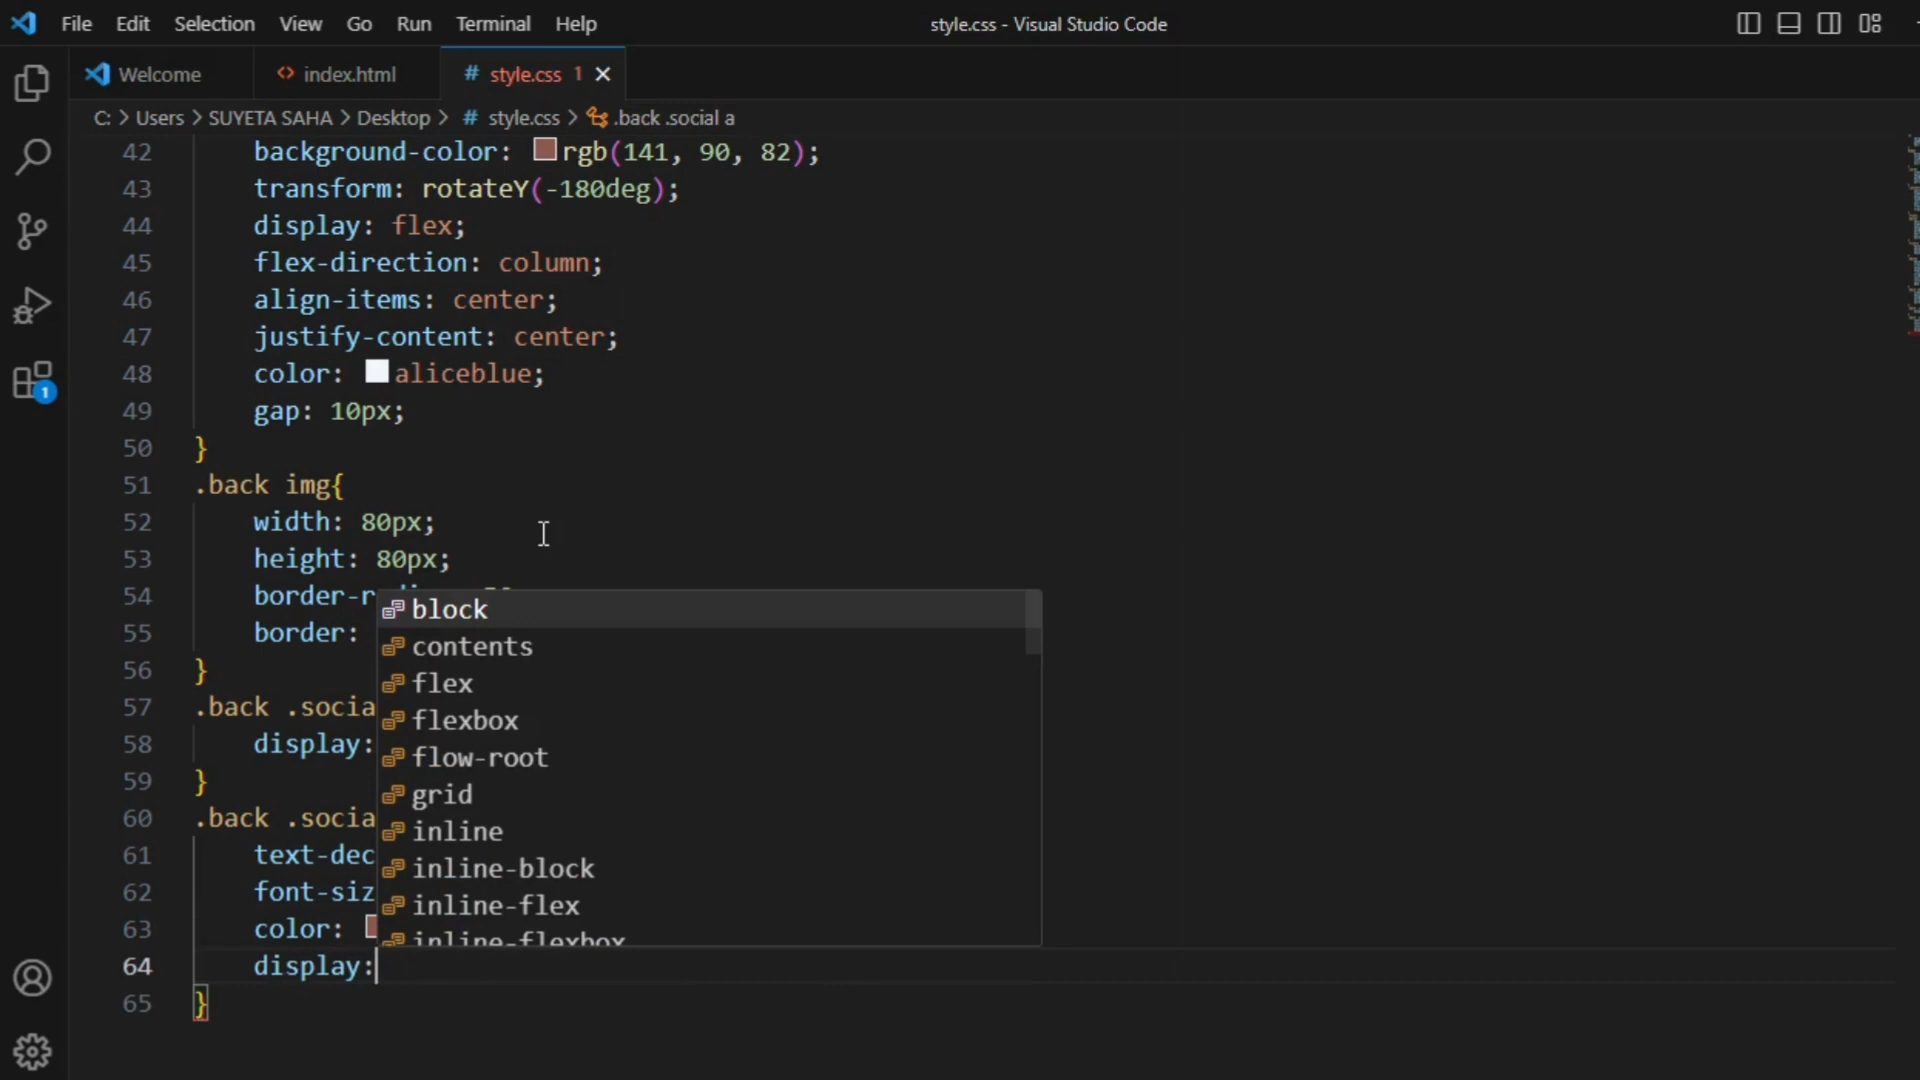 File Edit Selection View Go Run Terminal Help style.css - Visual Studio Code
Welcome index.html # style.css 1
C: > Users > SUYETA SAHA > Desktop > # style.css > .back .social a
42 background-color: rgb(141, 90, 82);
43 transform: rotateY(-180deg);
44 display: flex;
45 flex-direction: column;
46 align-items: center;
47 justify-content: center;
48 color: aliceblue;
49 gap: 10px;
50 }
51 .back img{
52 width: 80px;
53 height: 80px;
54 border-r
55 border:
56 }
57 .back .socia
58 display:
59 }
60 .back .socia
61 text-dec
62 font-siz
63 color:
64 display:
65 }
block
contents
flex
flexbox
flow-root
grid
inline
inline-block
inline-flex
inline-flexbox
1